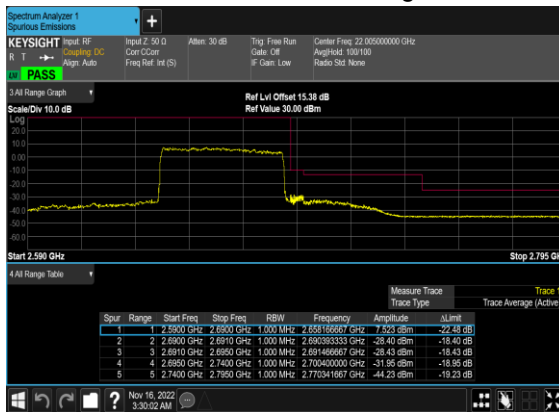 Spectrum Analyzer 1
Spurious Emissions
+
KEYSIGHT Input: RF Input Z: 50 Ω Atten: 30 dB Trig: Free Run Center Freq: 22.005000000 GHz
R T Coupling: DC Corr CCorr Gate: Off Avg|Hold: 100/100
Align: Auto Freq Ref: Int (S) IF Gain: Low Radio Std: None
PASS
3 All Range Graph
Ref Lvl Offset 15.38 dB
Scale/Div 10.0 dB Ref Value 30.00 dBm
Log
20.0
10.0
0.00
-10.0
-20.0
-30.0
-40.0
-50.0
-60.0
Start 2.590 GHz Stop 2.795 GH
4 All Range Table
Measure Trace Trace 1
Trace Type Trace Average (Active
Spur Range Start Freq Stop Freq RBW Frequency Amplitude ΔLimit
1 1 2.5900 GHz 2.6900 GHz 1.000 MHz 2.658166667 GHz 7.523 dBm -22.48 dB
2 2 2.6900 GHz 2.6910 GHz 1.000 MHz 2.690393333 GHz -28.40 dBm -18.40 dB
3 3 2.6910 GHz 2.6950 GHz 1.000 MHz 2.691466667 GHz -28.43 dBm -18.43 dB
4 4 2.6950 GHz 2.7400 GHz 1.000 MHz 2.700400000 GHz -31.95 dBm -18.95 dB
5 5 2.7400 GHz 2.7950 GHz 1.000 MHz 2.770341667 GHz -44.23 dBm -19.23 dB
?
Nov 16, 2022
3:30:02 AM